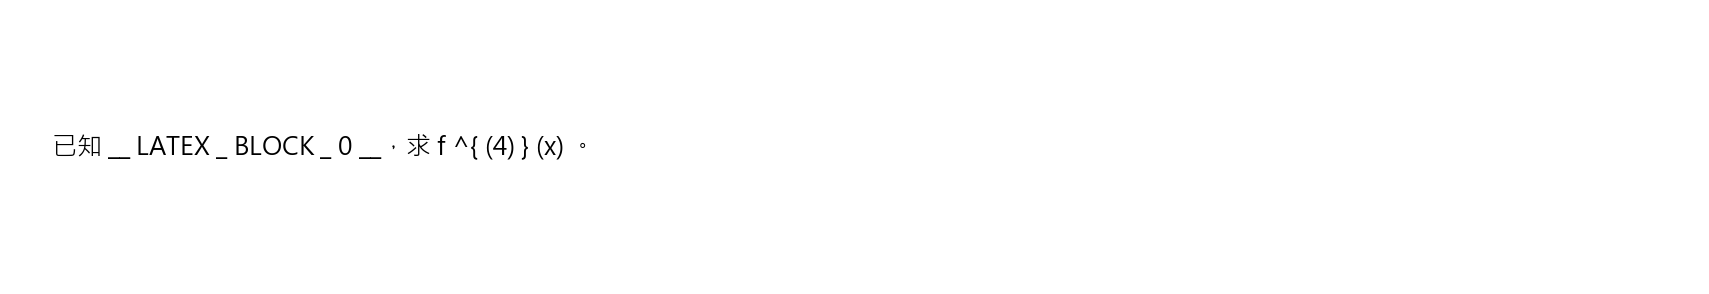 已知 __ LATEX _ BLOCK _ 0 __，求 f ^{ (4) } (x) 。